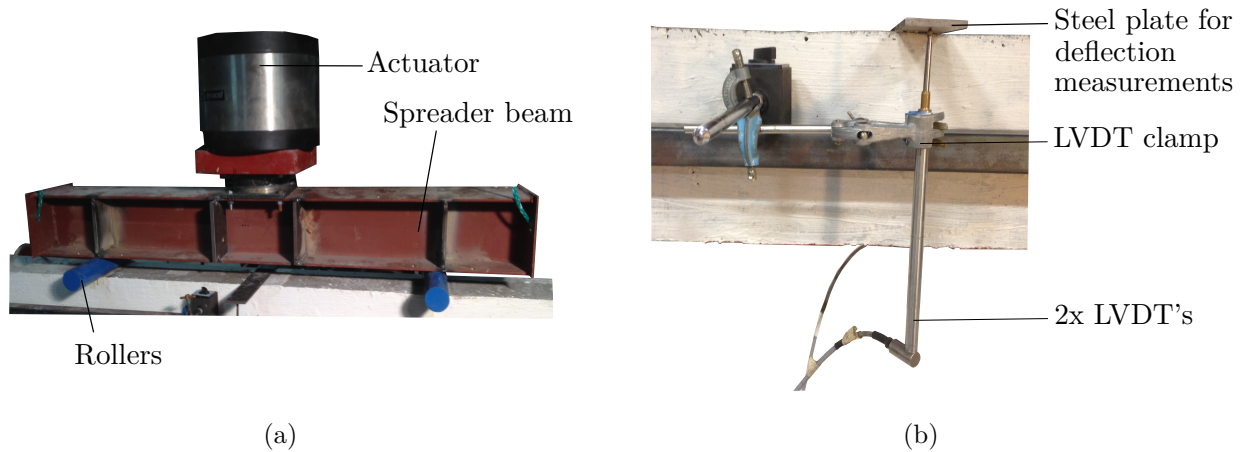 Actuator
Spreader beam
Rollers
(a)
Steel plate for
deflection
measurements
LVDT clamp
2x LVDT's
(b)